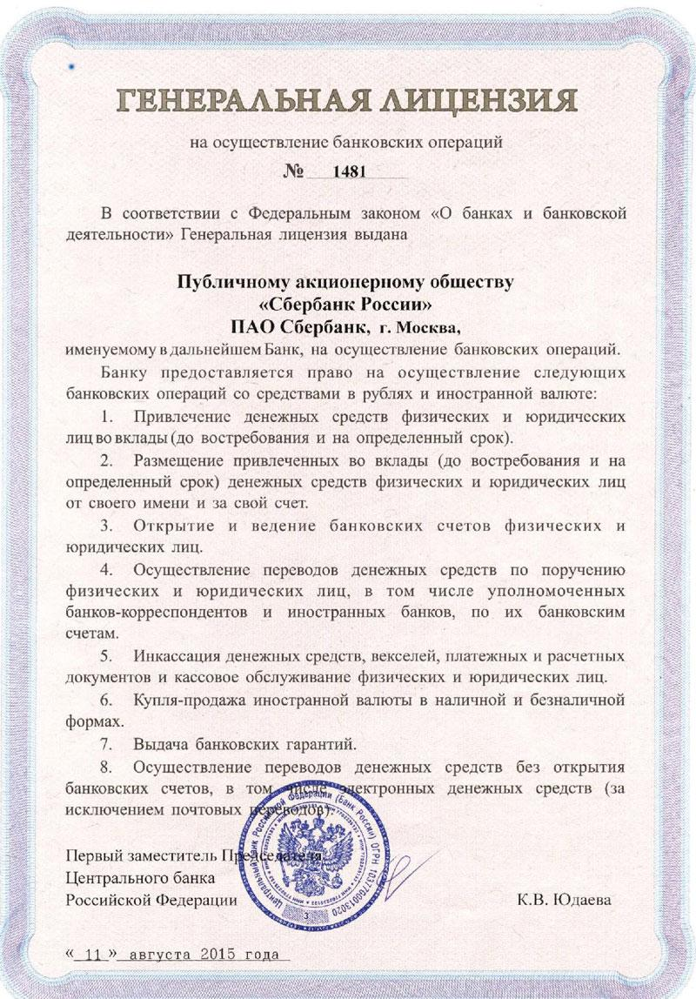 ГЕНЕРАЛЬНАЯ ЛИЦЕНЗИЯ
на осуществление банковских операций
№ 1481
В соответствии с Федеральным законом «О банках и банковской
деятельности» Генеральная лицензия выдана
Публичному акционерному обществу
«Сбербанк России»
ПАО Сбербанк, г. Москва,
именуемому в дальнейшем Банк, на осуществление банковских операций.
Банку предоставляется право на осуществление следующих
банковских операций со средствами в рублях и иностранной валюте:
1. Привлечение денежных средств физических и юридических
лиц во вклады (до востребования и на определенный срок).
2. Размещение привлеченных во вклады (до востребования и на
определенный срок) денежных средств физических и юридических лиц
от своего имени и за свой счет.
3. Открытие и ведение банковских счетов физических и
юридических лиц.
4. Осуществление переводов денежных средств по поручению
физических и юридических лиц, в том числе уполномоченных
банков-корреспондентов и иностранных банков, по их банковским
счетам.
5. Инкассация денежных средств, векселей, платежных и расчетных
документов и кассовое обслуживание физических и юридических лиц.
6. Купля-продажа иностранной валюты в наличной и безналичной
формах.
7. Выдача банковских гарантий.
8. Осуществление переводов денежных средств без открытия
банковских счетов, в том числе электронных денежных средств (за
исключением почтовых переводов).
Центральный банк Российской Федерации (Банк России) ОГРН 1037700013020
3
Первый заместитель Председателя
Центрального банка
Российской Федерации
К.В. Юдаева
« 11 » августа 2015 года